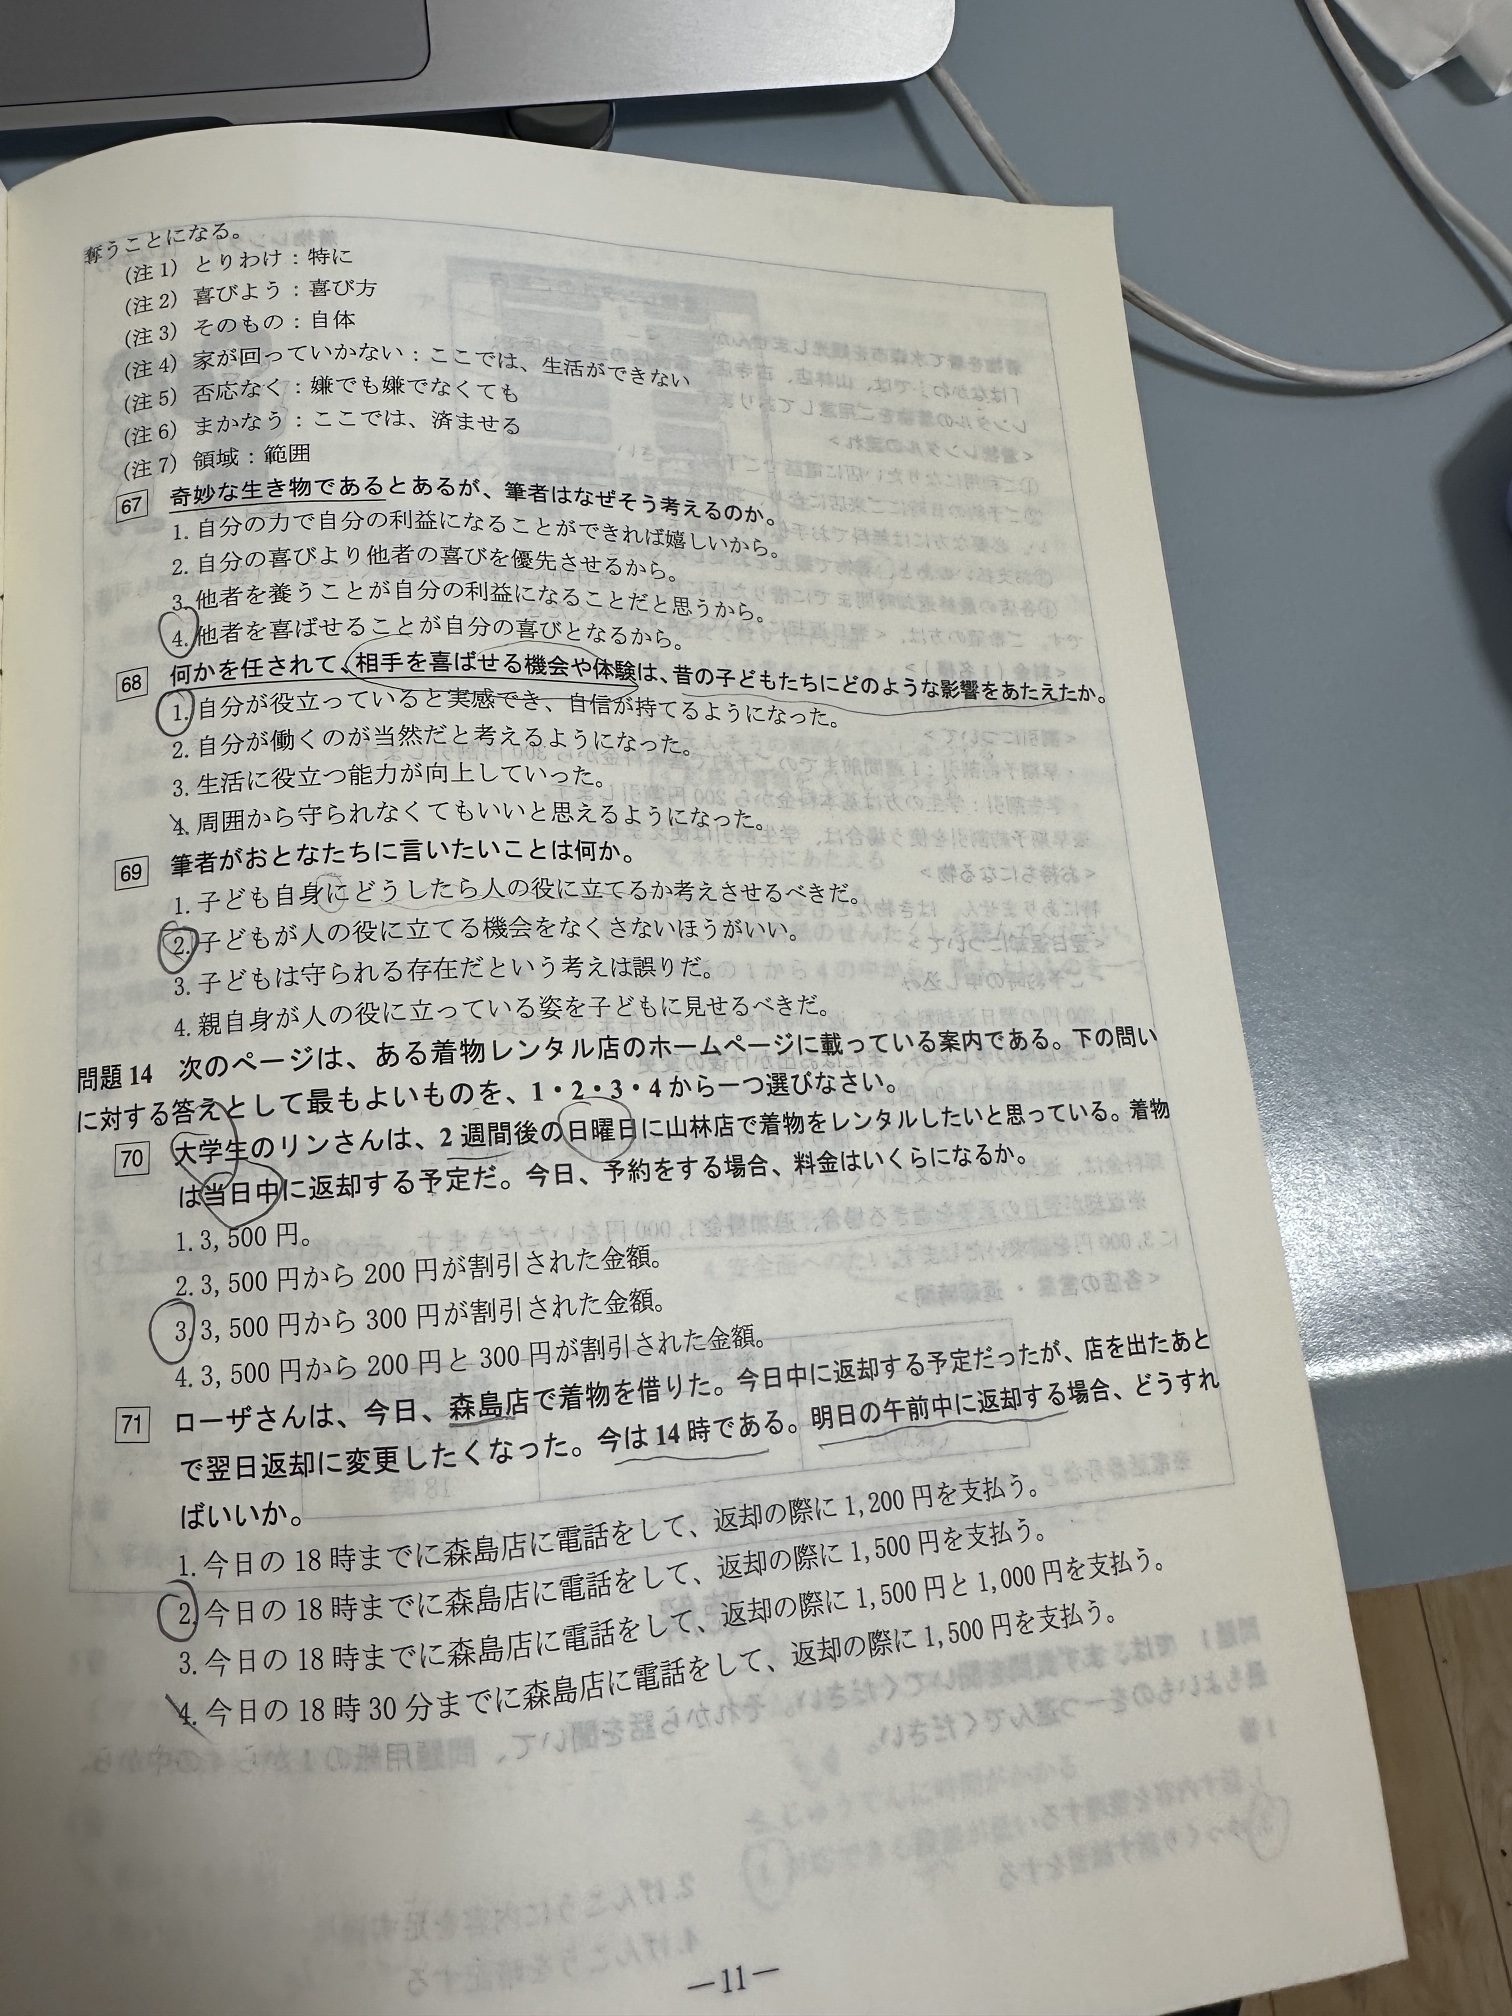 奪うことになる。
(注1) とりわけ：特に
(注2) 喜びよう：喜び方
(注3) そのもの：自体
(注4) 家が回っていかない：ここでは、生活ができない
(注5) 否応なく：嫌でも嫌でなくても
(注6) まかなう：ここでは、済ませる
(注7) 領域：範囲
67 奇妙な生き物であるとあるが、筆者はなぜそう考えるのか。
1. 自分の力で自分の利益になることができれば嬉しいから。
2. 自分の喜びより他者の喜びを優先させるから。
3. 他者を養うことが自分の利益になることだと思うから。
4. 他者を喜ばせることが自分の喜びとなるから。
68 何かを任されて、相手を喜ばせる機会や体験は、昔の子どもたちにどのような影響をあたえたか。
1. 自分が役立っていると実感でき、自信が持てるようになった。
2. 自分が働くのが当然だと考えるようになった。
3. 生活に役立つ能力が向上していった。
4. 周囲から守られなくてもいいと思えるようになった。
69 筆者がおとなたちに言いたいことは何か。
1. 子ども自身にどうしたら人の役に立てるか考えさせるべきだ。
2. 子どもが人の役に立てる機会をなくさないほうがいい。
3. 子どもは守られる存在だという考えは誤りだ。
4. 親自身が人の役に立っている姿を子どもに見せるべきだ。
問題14 次のページは、ある着物レンタル店のホームページに載っている案内である。下の問い
に対する答えとして最もよいものを、1・2・3・4から一つ選びなさい。
70 大学生のリンさんは、2週間後の日曜日に山林店で着物をレンタルしたいと思っている。着物
は当日中に返却する予定だ。今日、予約をする場合、料金はいくらになるか。
1. 3,500円。
2. 3,500円から200円が割引された金額。
3. 3,500円から300円が割引された金額。
4. 3,500円から200円と300円が割引された金額。
71 ローザさんは、今日、森島店で着物を借りた。今日中に返却する予定だったが、店を出たあと
で翌日返却に変更したくなった。今は14時である。明日の午前中に返却する場合、どうすれ
ばいいか。
1. 今日の18時までに森島店に電話をして、返却の際に1,200円を支払う。
2. 今日の18時までに森島店に電話をして、返却の際に1,500円を支払う。
3. 今日の18時までに森島店に電話をして、返却の際に1,500円と1,000円を支払う。
4. 今日の18時30分までに森島店に電話をして、返却の際に1,500円を支払う。
—11—